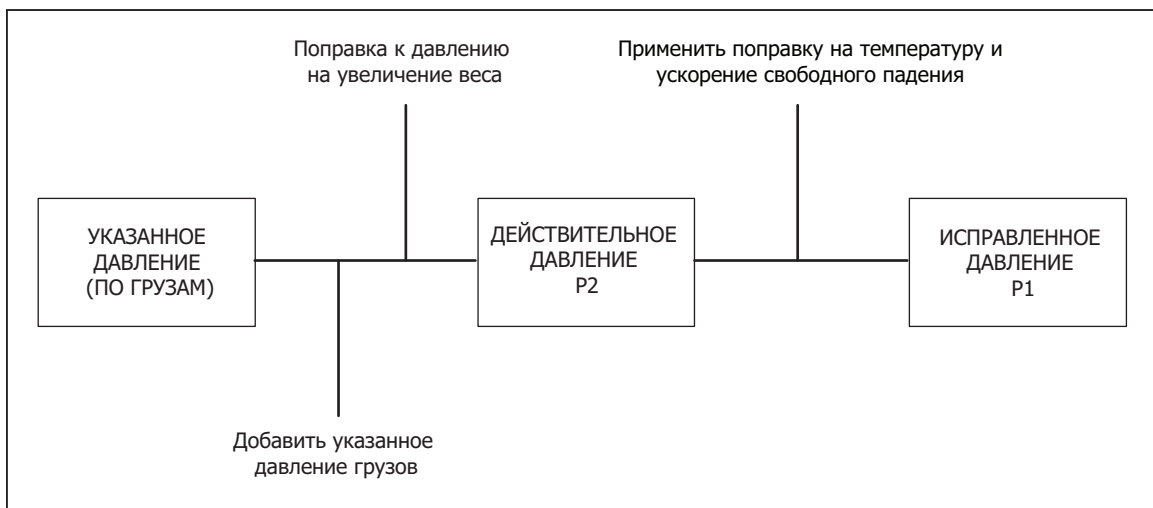 Поправка к давлению
на увеличение веса
Применить поправку на температуру и
ускорение свободного падения
УКАЗАННОЕ
ДАВЛЕНИЕ
(ПО ГРУЗАМ)
ДЕЙСТВИТЕЛЬНОЕ
ДАВЛЕНИЕ
P2
ИСПРАВЛЕННОЕ
ДАВЛЕНИЕ
P1
Добавить указанное
давление грузов